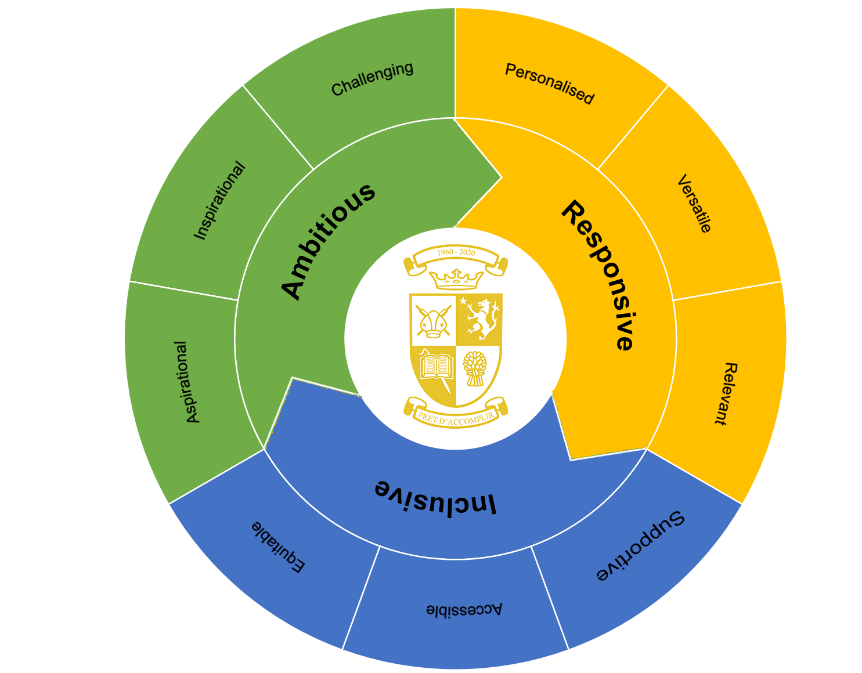 Challenging
Personalised
Inspirational
Versatile
Aspirational
Relevant
Equitable
Accessible
Supportive
Ambitious
Responsive
Inclusive
1960 - 2020
PRET D'ACCOMPLIR